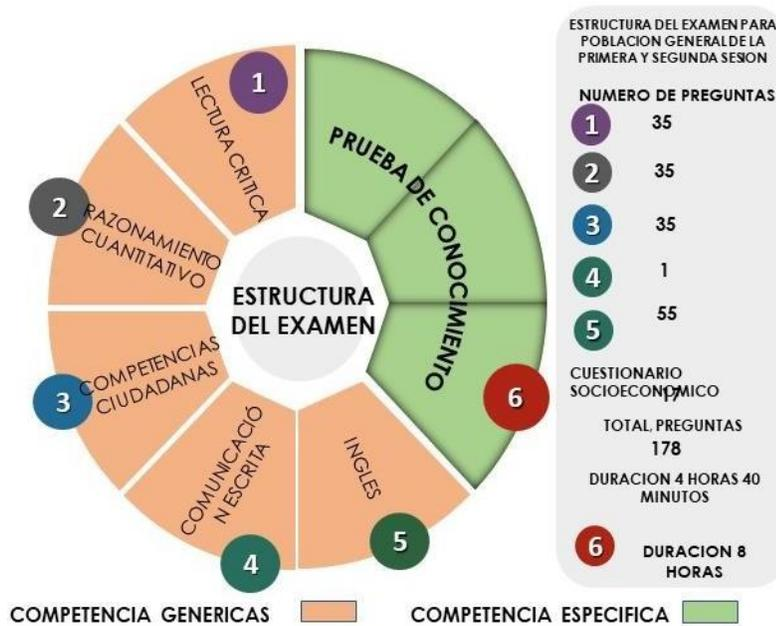 1
LECTURA CRITICA
2
RAZONAMIENTO
CUANTITATIVO
3
COMPETENCIAS
CIUDADANAS
4
COMUNICACIÓ
N ESCRITA
5
INGLES
6
PRUEBA DE CONOCIMIENTO
ESTRUCTURA
DEL EXAMEN
ESTRUCTURA DEL EXAMEN PARA
POBLACION GENERAL DE LA
PRIMERA Y SEGUNDA SESION
NUMERO DE PREGUNTAS
1 35
2 35
3 35
4 1
5 55
CUESTIONARIO
SOCIOECONOMICO
17
TOTAL, PREGUNTAS
178
DURACION 4 HORAS 40
MINUTOS
6 DURACION 8
HORAS
COMPETENCIA GENERICAS
COMPETENCIA ESPECIFICA